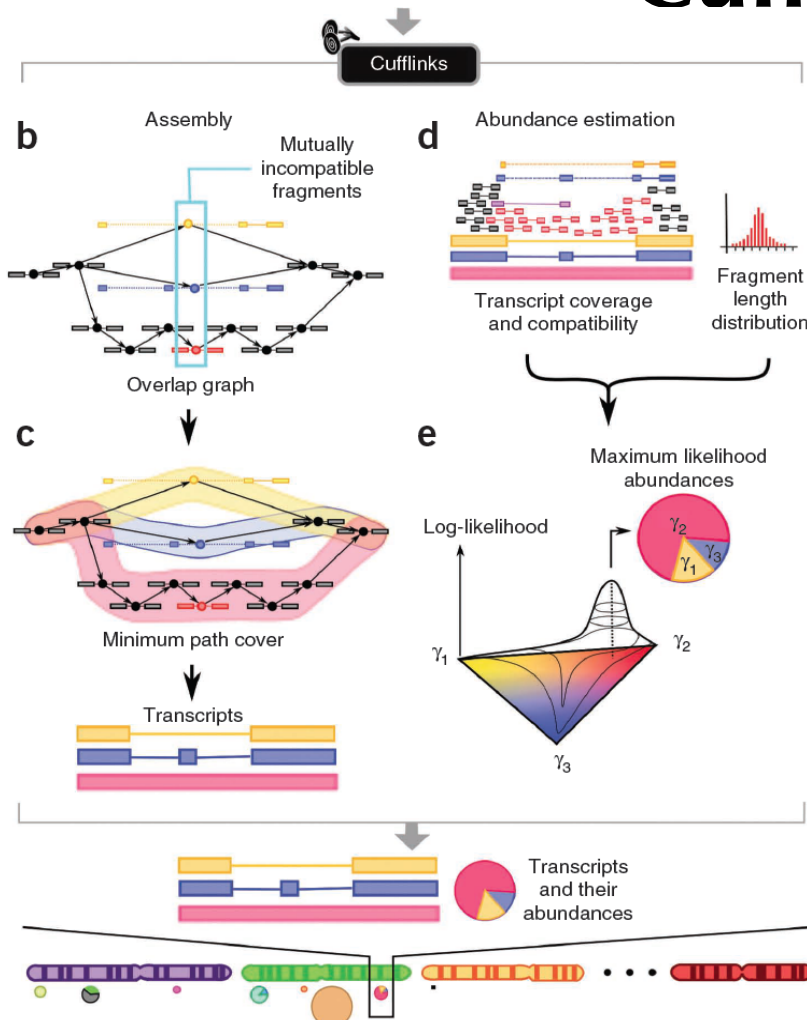 Cufflinks
b
Assembly
Mutually
incompatible
fragments
Overlap graph
c
Minimum path cover
Transcripts
d
Abundance estimation
Transcript coverage
and compatibility
Fragment
length
distribution
e
Maximum likelihood
abundances
γ2
γ3
γ1
Log-likelihood
γ1
γ2
γ3
Transcripts
and their
abundances